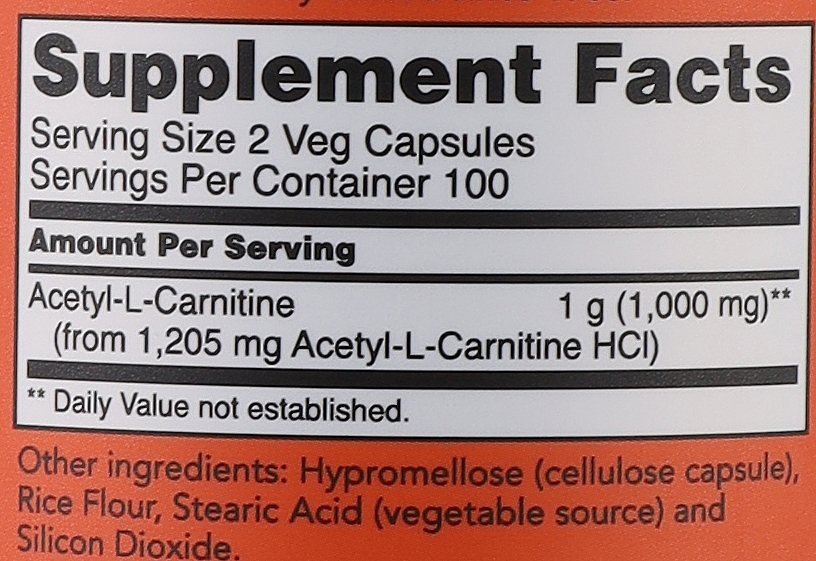 Supplement Facts
Serving Size 2 Veg Capsules
Servings Per Container 100
Amount Per Serving
Acetyl-L-Carnitine 1 g (1,000 mg)**
(from 1,205 mg Acetyl-L-Carnitine HCl)
** Daily Value not established.
Other ingredients: Hypromellose (cellulose capsule),
Rice Flour, Stearic Acid (vegetable source) and
Silicon Dioxide.